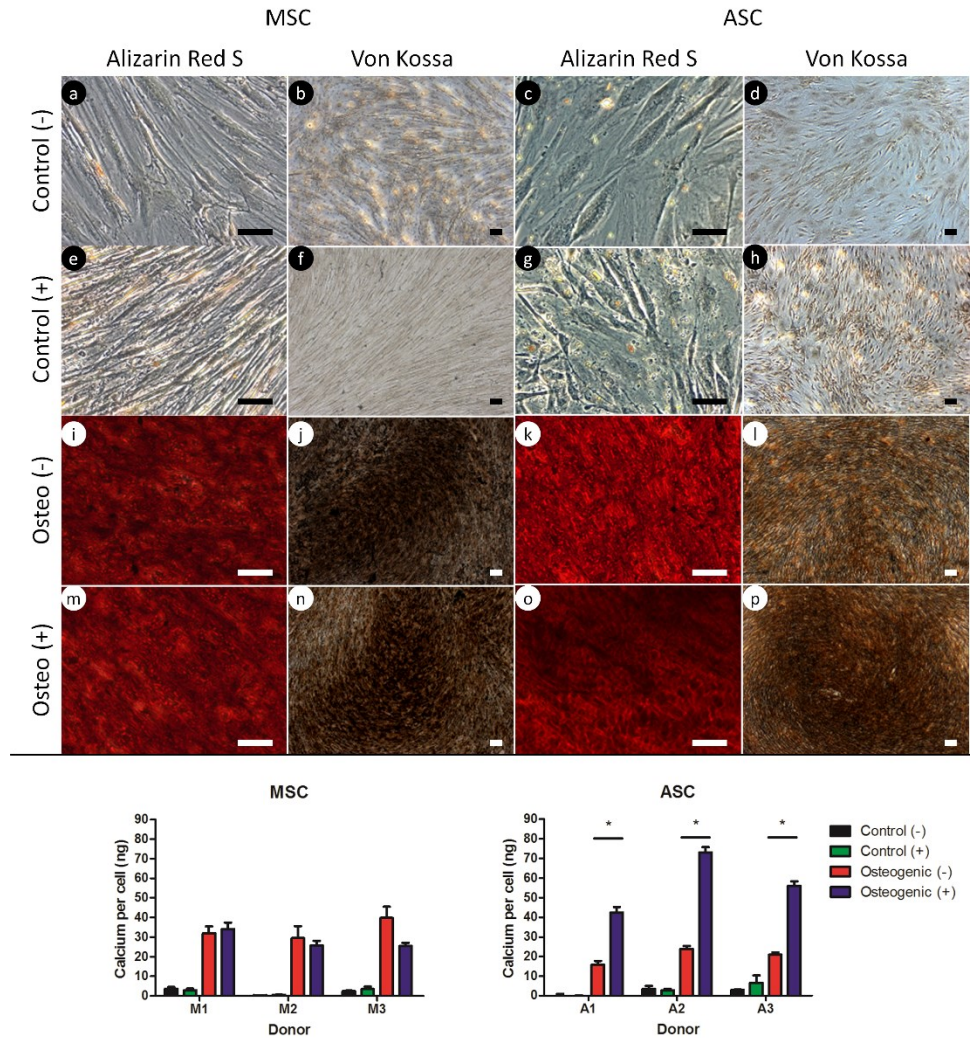 MSC ASC
Alizarin Red S Von Kossa Alizarin Red S Von Kossa
Control (-) a b c d
Control (+) e f g h
Osteo (-) i j k l
Osteo (+) m n o p
MSC
Calcium per cell (ng)
90
80
70
60
50
40
30
20
10
0
M1 M2 M3
Donor
ASC
Calcium per cell (ng)
90
80
70
60
50
40
30
20
10
0
* * *
A1 A2 A3
Donor
Control (-)
Control (+)
Osteogenic (-)
Osteogenic (+)